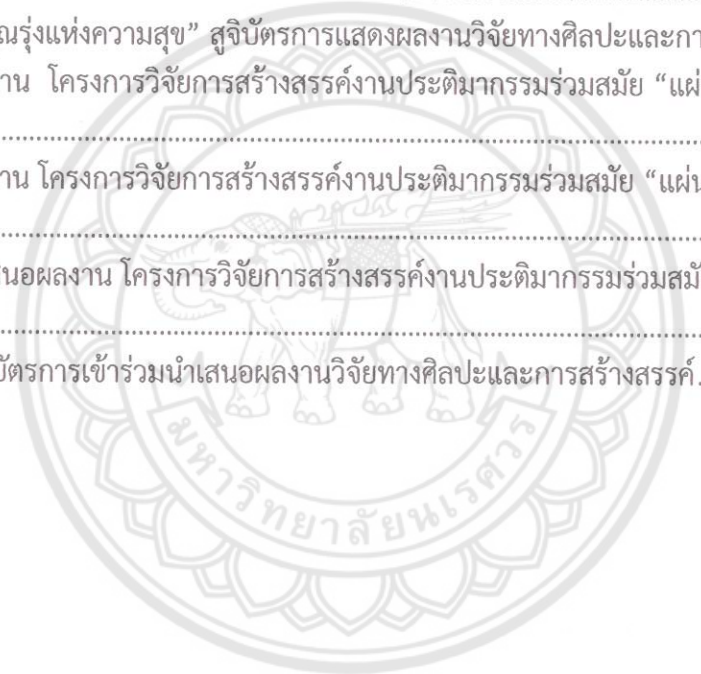 ณรุ่งแห่งความสุข” สูจิบัตรการแสดงผลงานวิจัยทางศิลปะและกา
าน โครงการวิจัยการสร้างสรรค์งานประติมากรรมร่วมสมัย “แผ่
าน โครงการวิจัยการสร้างสรรค์งานประติมากรรมร่วมสมัย “แผ่น
สนอผลงาน โครงการวิจัยการสร้างสรรค์งานประติมากรรมร่วมสมั
บัตรการเข้าร่วมนำเสนอผลงานวิจัยทางศิลปะและการสร้างสรรค์.
มหาวิทยาลัยนเรศวร